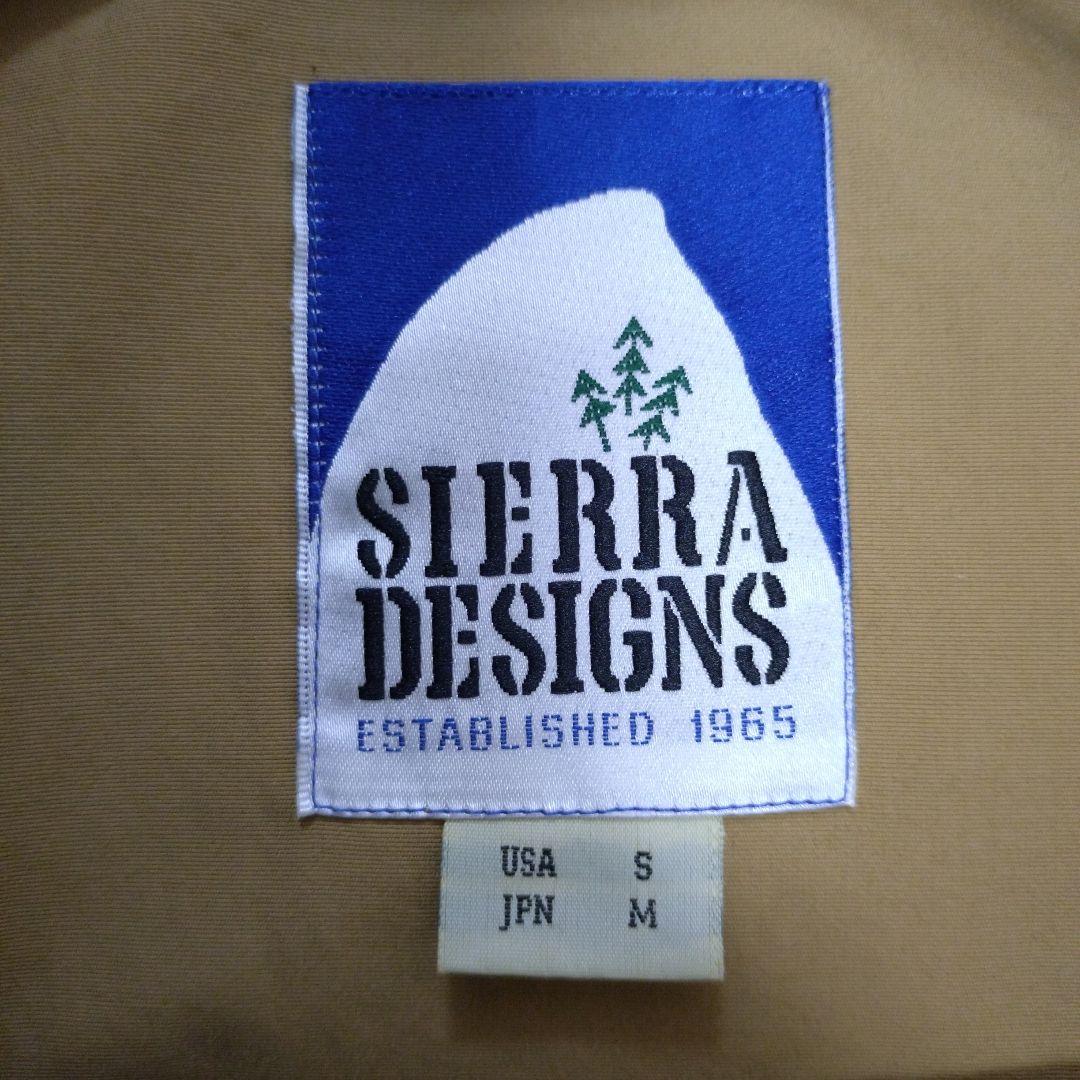 SIERRA
DESIGNS
ESTABLISHED 1965
USA S
JPN M